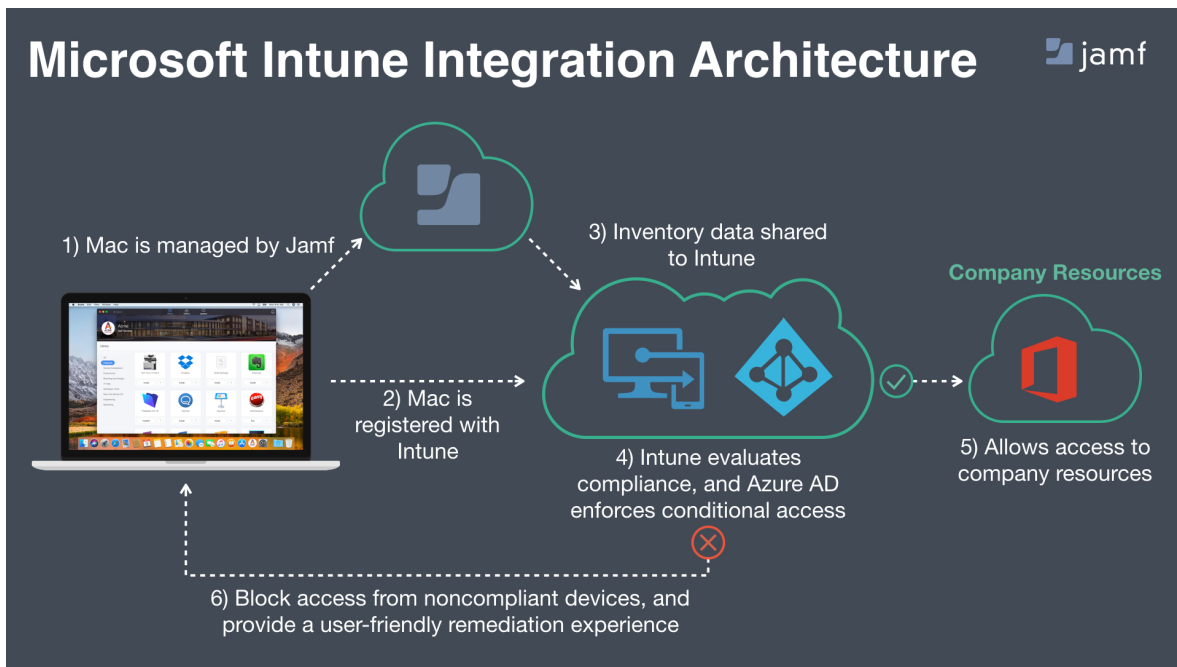 Microsoft Intune Integration Architecture
jamf
1) Mac is managed by Jamf
3) Inventory data shared
to Intune
Company Resources
2) Mac is
registered with
Intune
4) Intune evaluates
compliance, and Azure AD
enforces conditional access
5) Allows access to
company resources
6) Block access from noncompliant devices, and
provide a user-friendly remediation experience
Acme